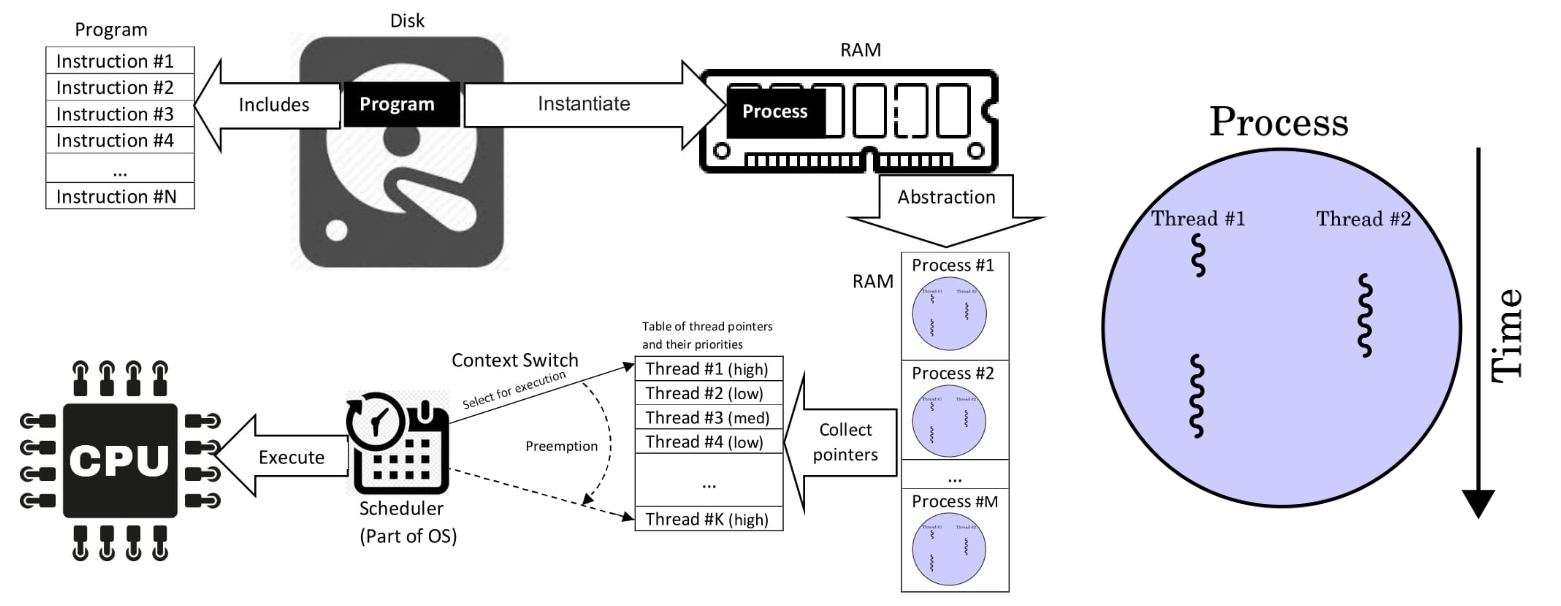 Program
Instruction #1
Instruction #2
Instruction #3
Instruction #4
...
Instruction #N
Disk
Includes
Program
Instantiate
RAM
Process
Abstraction
RAM
Process #1
Thread #1 Thread #2
Process #2
Thread #1 Thread #2
...
Process #M
Thread #1 Thread #2
Collect
pointers
Table of thread pointers
and their priorities
Thread #1 (high)
Thread #2 (low)
Thread #3 (med)
Thread #4 (low)
...
Thread #K (high)
Context Switch
Select for execution
Preemption
Scheduler
(Part of OS)
Execute
CPU
Process
Thread #1
Thread #2
Time